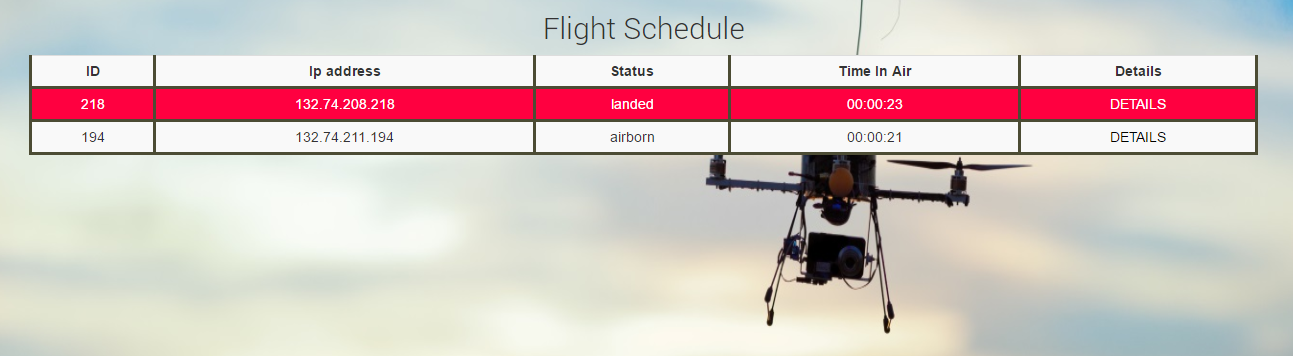 Flight Schedule
ID Ip address Status Time In Air Details
218 132.74.208.218 landed 00:00:23 DETAILS
194 132.74.211.194 airborn 00:00:21 DETAILS